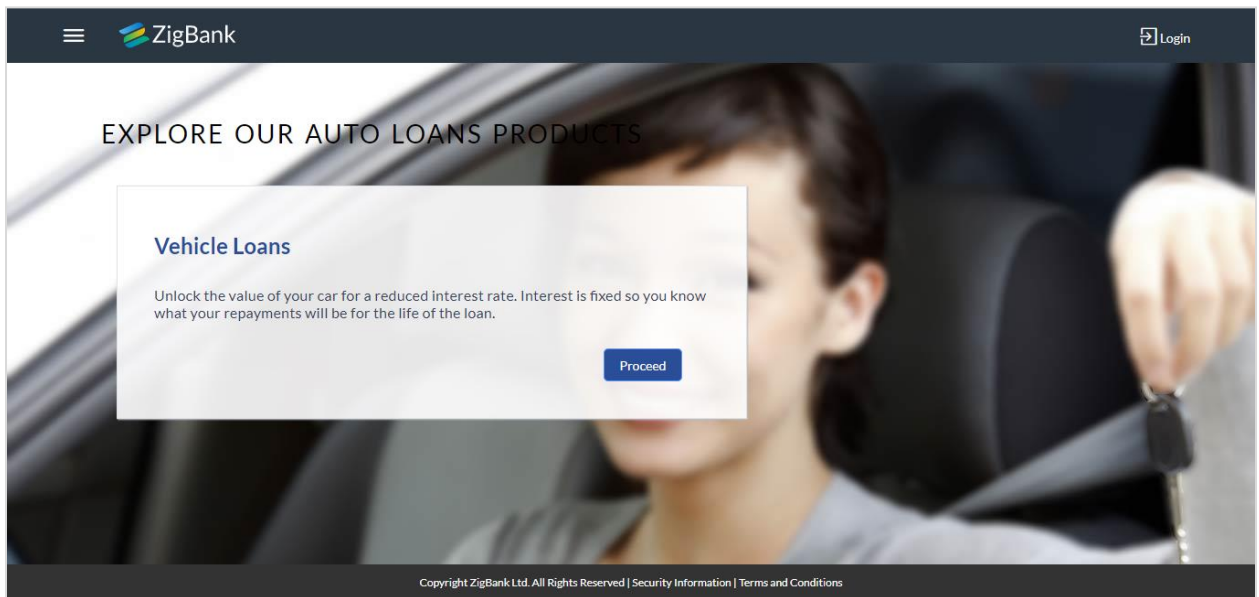 ZigBank
Login
EXPLORE OUR AUTO LOANS PRODUCTS
Vehicle Loans
Unlock the value of your car for a reduced interest rate. Interest is fixed so you know
what your repayments will be for the life of the loan.
Proceed
Copyright ZigBank Ltd. All Rights Reserved | Security Information | Terms and Conditions